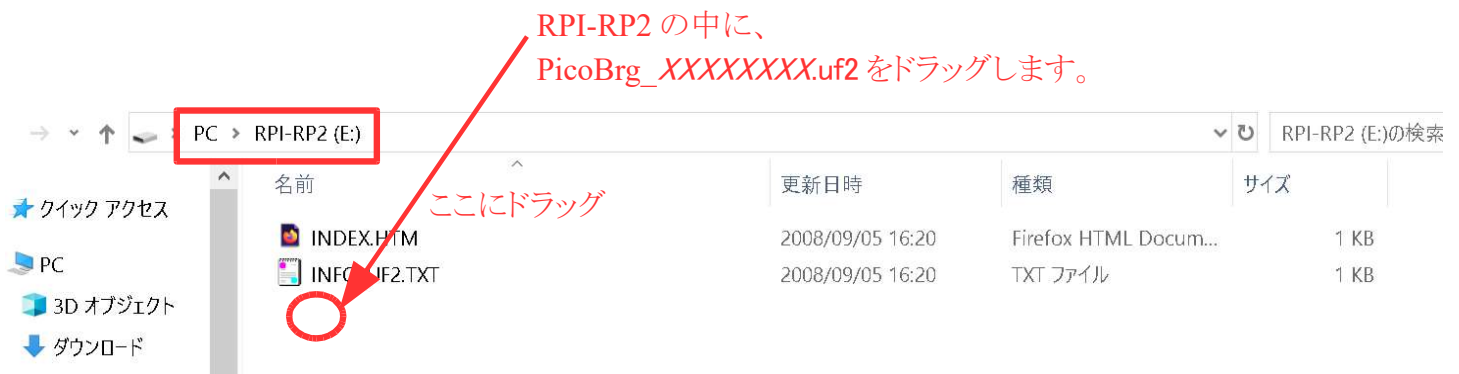 RPI-RP2 の中に、
PicoBrg_XXXXXXXX.uf2 をドラッグします。
PC > RPI-RP2 (E:)
RPI-RP2 (E:)の検索
名前 更新日時 種類 サイズ
ここにドラッグ
クイック アクセス
INDEX.HTM 2008/09/05 16:20 Firefox HTML Docum... 1 KB
PC
INFO_UF2.TXT 2008/09/05 16:20 TXT ファイル 1 KB
3D オブジェクト
ダウンロード